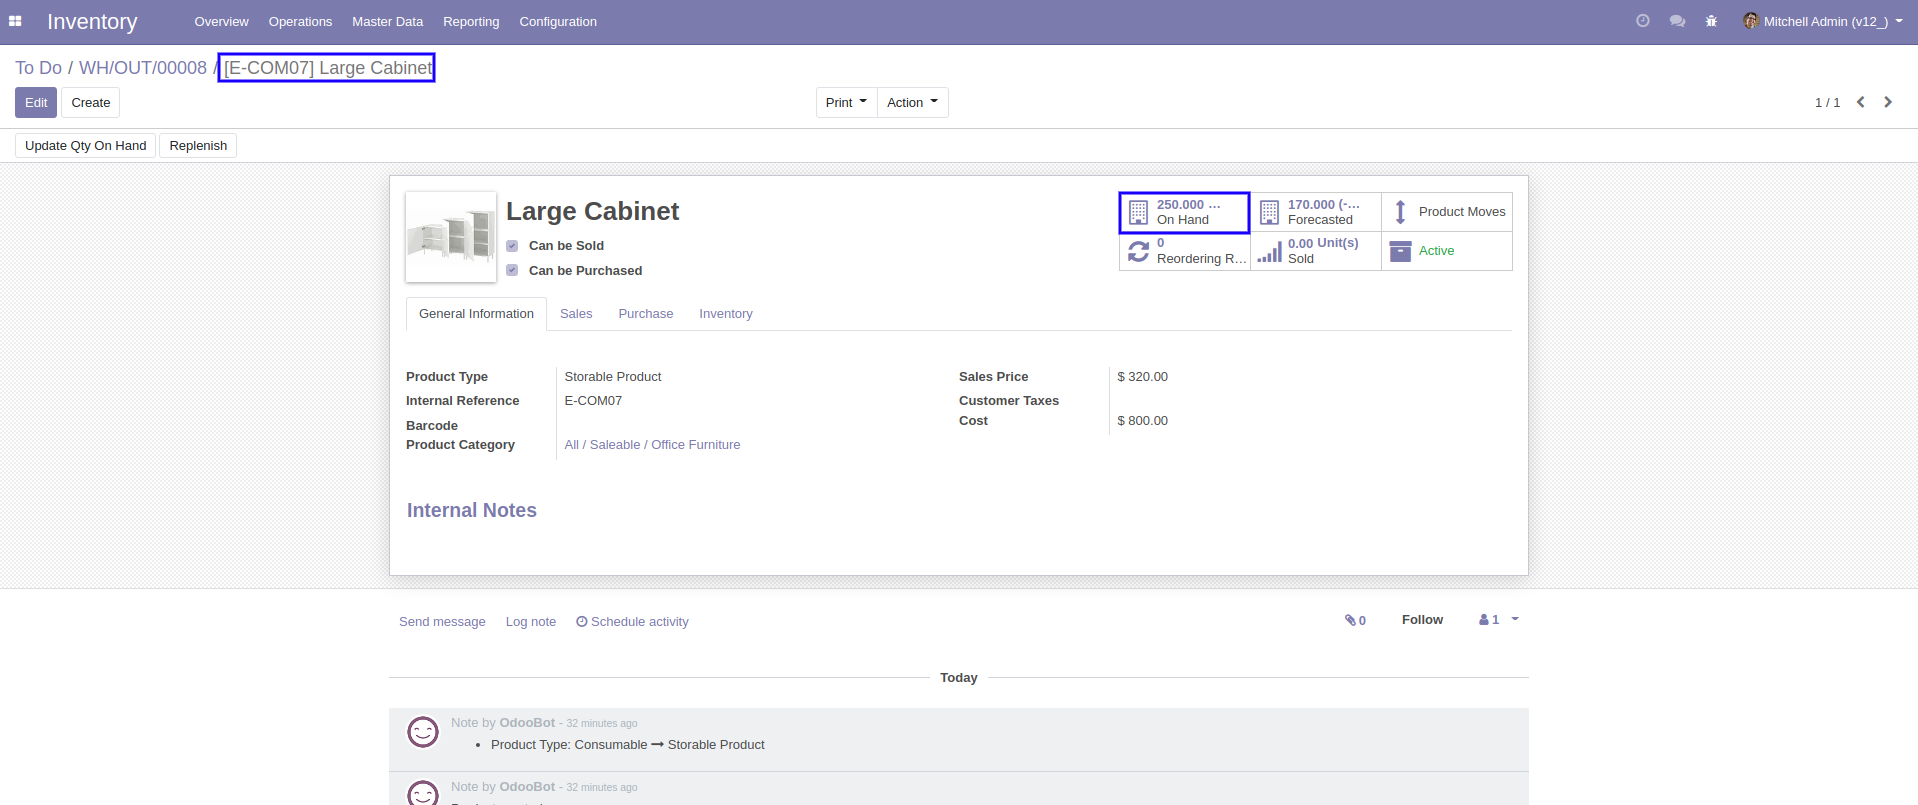 Inventory Overview Operations Master Data Reporting Configuration Mitchell Admin (v12_)
To Do / WH/OUT/00008 / [E-COM07] Large Cabinet
Edit Create Print Action 1 / 1
Update Qty On Hand Replenish
Large Cabinet
Can be Sold
Can be Purchased
250.000 ...
On Hand
170.000 (-...
Forecasted
Product Moves
0
Reordering R...
0.00 Unit(s)
Sold
Active
General Information Sales Purchase Inventory
Product Type Storable Product
Internal Reference E-COM07
Barcode
Product Category All / Saleable / Office Furniture
Sales Price $ 320.00
Customer Taxes
Cost $ 800.00
Internal Notes
Send message Log note Schedule activity 0 Follow 1
Today
Note by OdooBot - 32 minutes ago
• Product Type: Consumable → Storable Product
Note by OdooBot - 32 minutes ago